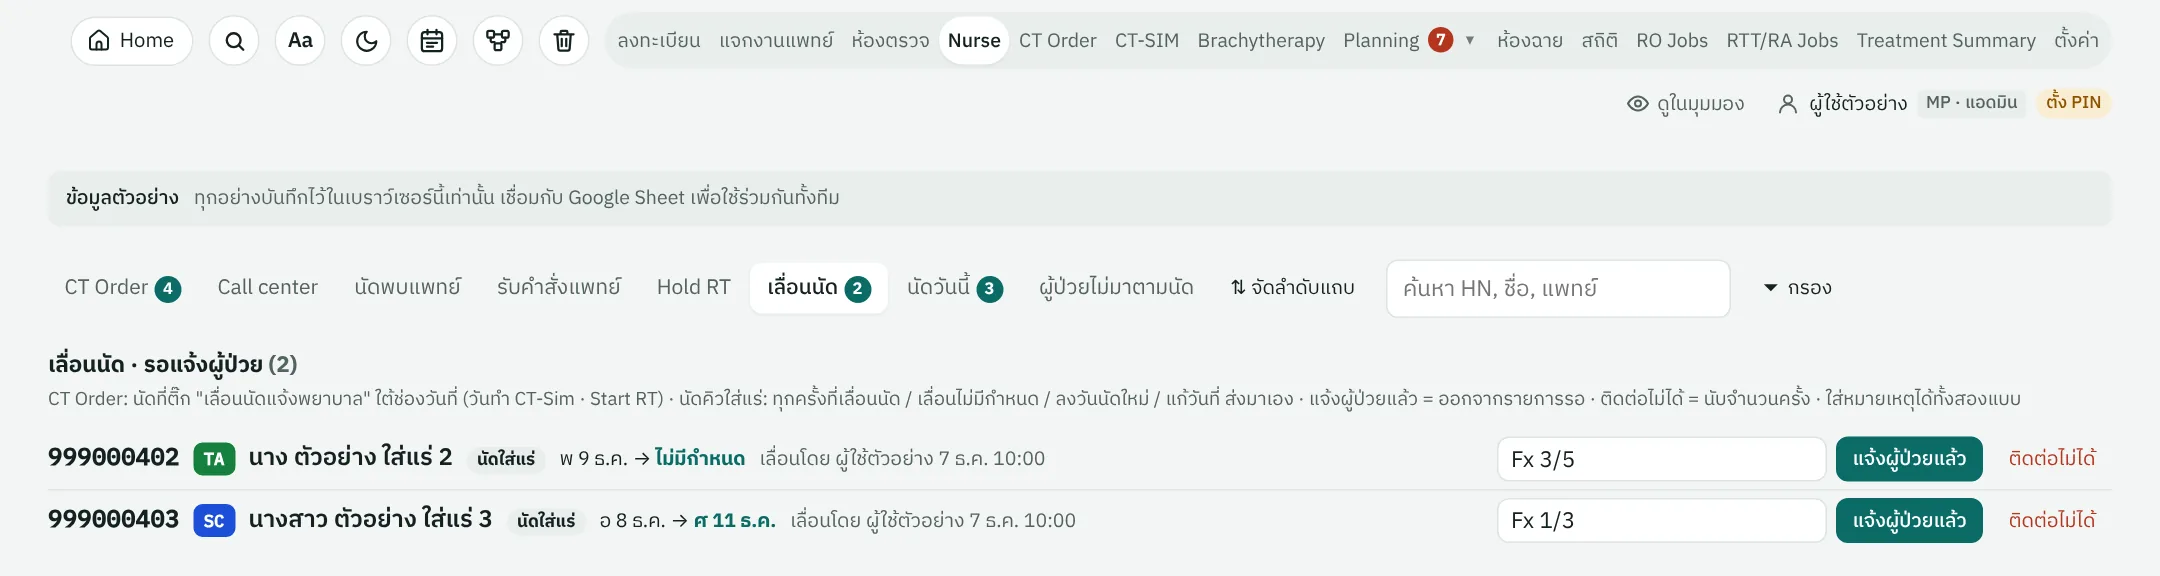 Home Aa ลงทะเบียน แจกงานแพทย์ ห้องตรวจ Nurse CT Order CT-SIM Brachytherapy Planning 7 ▼ ห้องฉาย สถิติ RO Jobs RTT/RA Jobs Treatment Summary ตั้งค่า
ดูในมุมมอง ผู้ใช้ตัวอย่าง MP · แอดมิน ตั้ง PIN
ข้อมูลตัวอย่าง ทุกอย่างบันทึกไว้ในเบราว์เซอร์นี้เท่านั้น เชื่อมกับ Google Sheet เพื่อใช้ร่วมกันทั้งทีม
CT Order 4 Call center นัดพบแพทย์ รับคำสั่งแพทย์ Hold RT เลื่อนนัด 2 นัดวันนี้ 3 ผู้ป่วยไม่มาตามนัด ⇅ จัดลำดับแถบ ค้นหา HN, ชื่อ, แพทย์ ▼ กรอง
เลื่อนนัด · รอแจ้งผู้ป่วย (2)
CT Order: นัดที่ติ๊ก "เลื่อนนัดแจ้งพยาบาล" ใต้ช่องวันที่ (วันทำ CT-Sim · Start RT) · นัดคิวใส่แร่: ทุกครั้งที่เลื่อนนัด / เลื่อนไม่มีกำหนด / ลงวันนัดใหม่ / แก้วันที่ ส่งมาเอง · แจ้งผู้ป่วยแล้ว = ออกจากรายการรอ · ติดต่อไม่ได้ = นับจำนวนครั้ง · ใส่หมายเหตุได้ทั้งสองแบบ
999000402 TA นาง ตัวอย่าง ใส่แร่ 2 นัดใส่แร่ พ 9 ธ.ค. → ไม่มีกำหนด เลื่อนโดย ผู้ใช้ตัวอย่าง 7 ธ.ค. 10:00 Fx 3/5 แจ้งผู้ป่วยแล้ว ติดต่อไม่ได้
999000403 SC นางสาว ตัวอย่าง ใส่แร่ 3 นัดใส่แร่ อ 8 ธ.ค. → ศ 11 ธ.ค. เลื่อนโดย ผู้ใช้ตัวอย่าง 7 ธ.ค. 10:00 Fx 1/3 แจ้งผู้ป่วยแล้ว ติดต่อไม่ได้